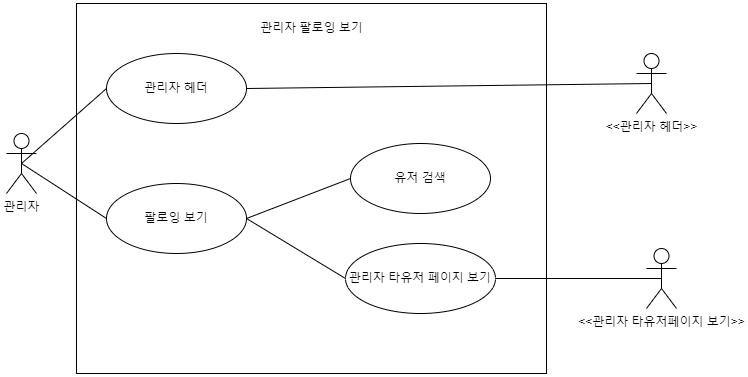 관리자 팔로잉 보기
관리자 헤더
<<관리자 헤더>>
유저 검색
관리자
팔로잉 보기
관리자 타유저 페이지 보기
<<관리자 타유저페이지 보기>>